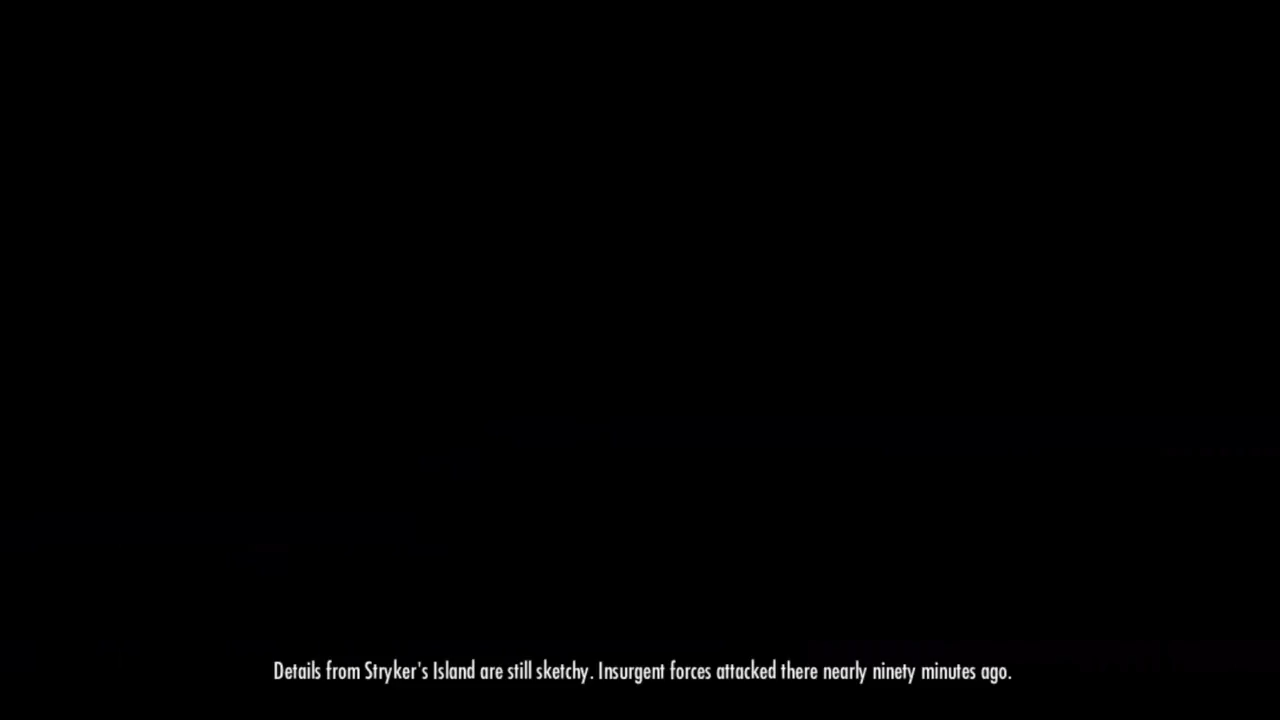 Details from Stryker's Island are still sketchy. Insurgent forces attacked there nearly ninety minutes ago.